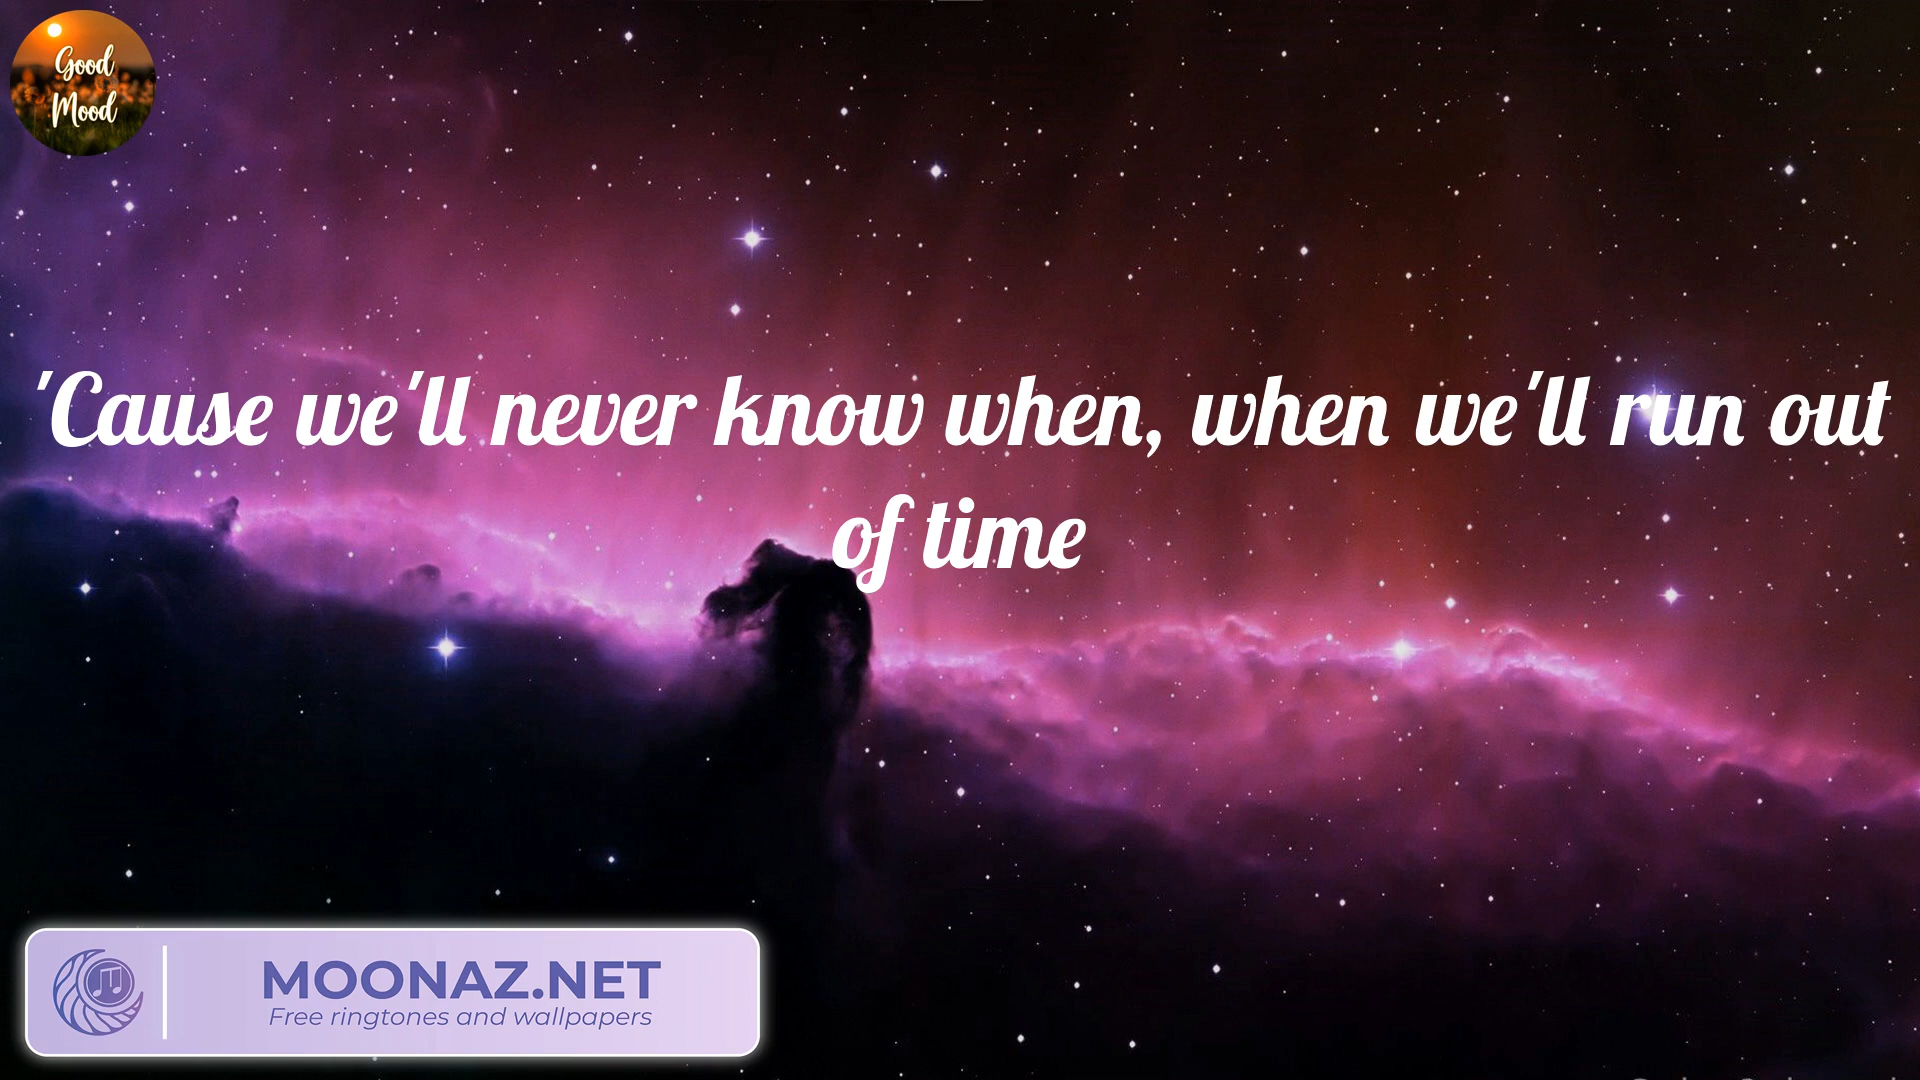 Good
Mood
'Cause we'll never know when, when we'll run out
of time
MOONAZ.NET
Free ringtones and wallpapers